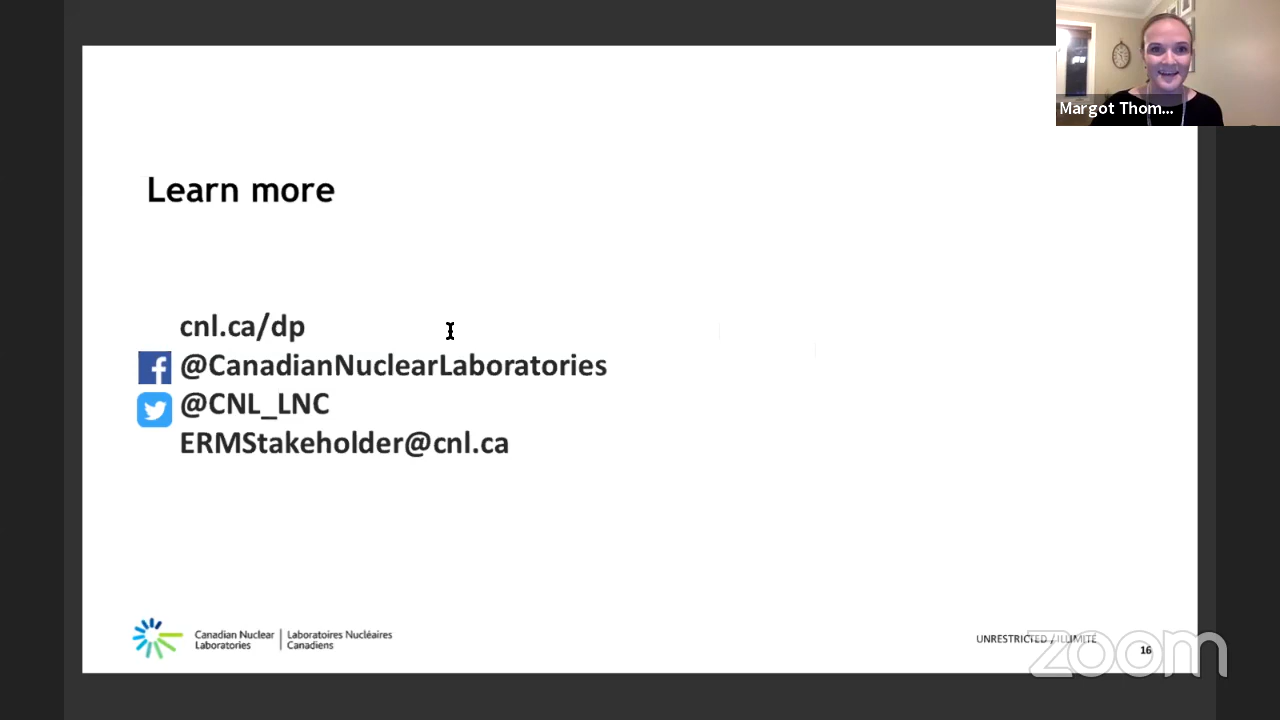 Margot Thom...
Learn more
cnl.ca/dp
@CanadianNuclearLaboratories
@CNL_LNC
ERMStakeholder@cnl.ca
Canadian Nuclear
Laboratories
Laboratoires Nucléaires
Canadiens
UNRESTRICTED / ILLIMITÉ
16
zoom